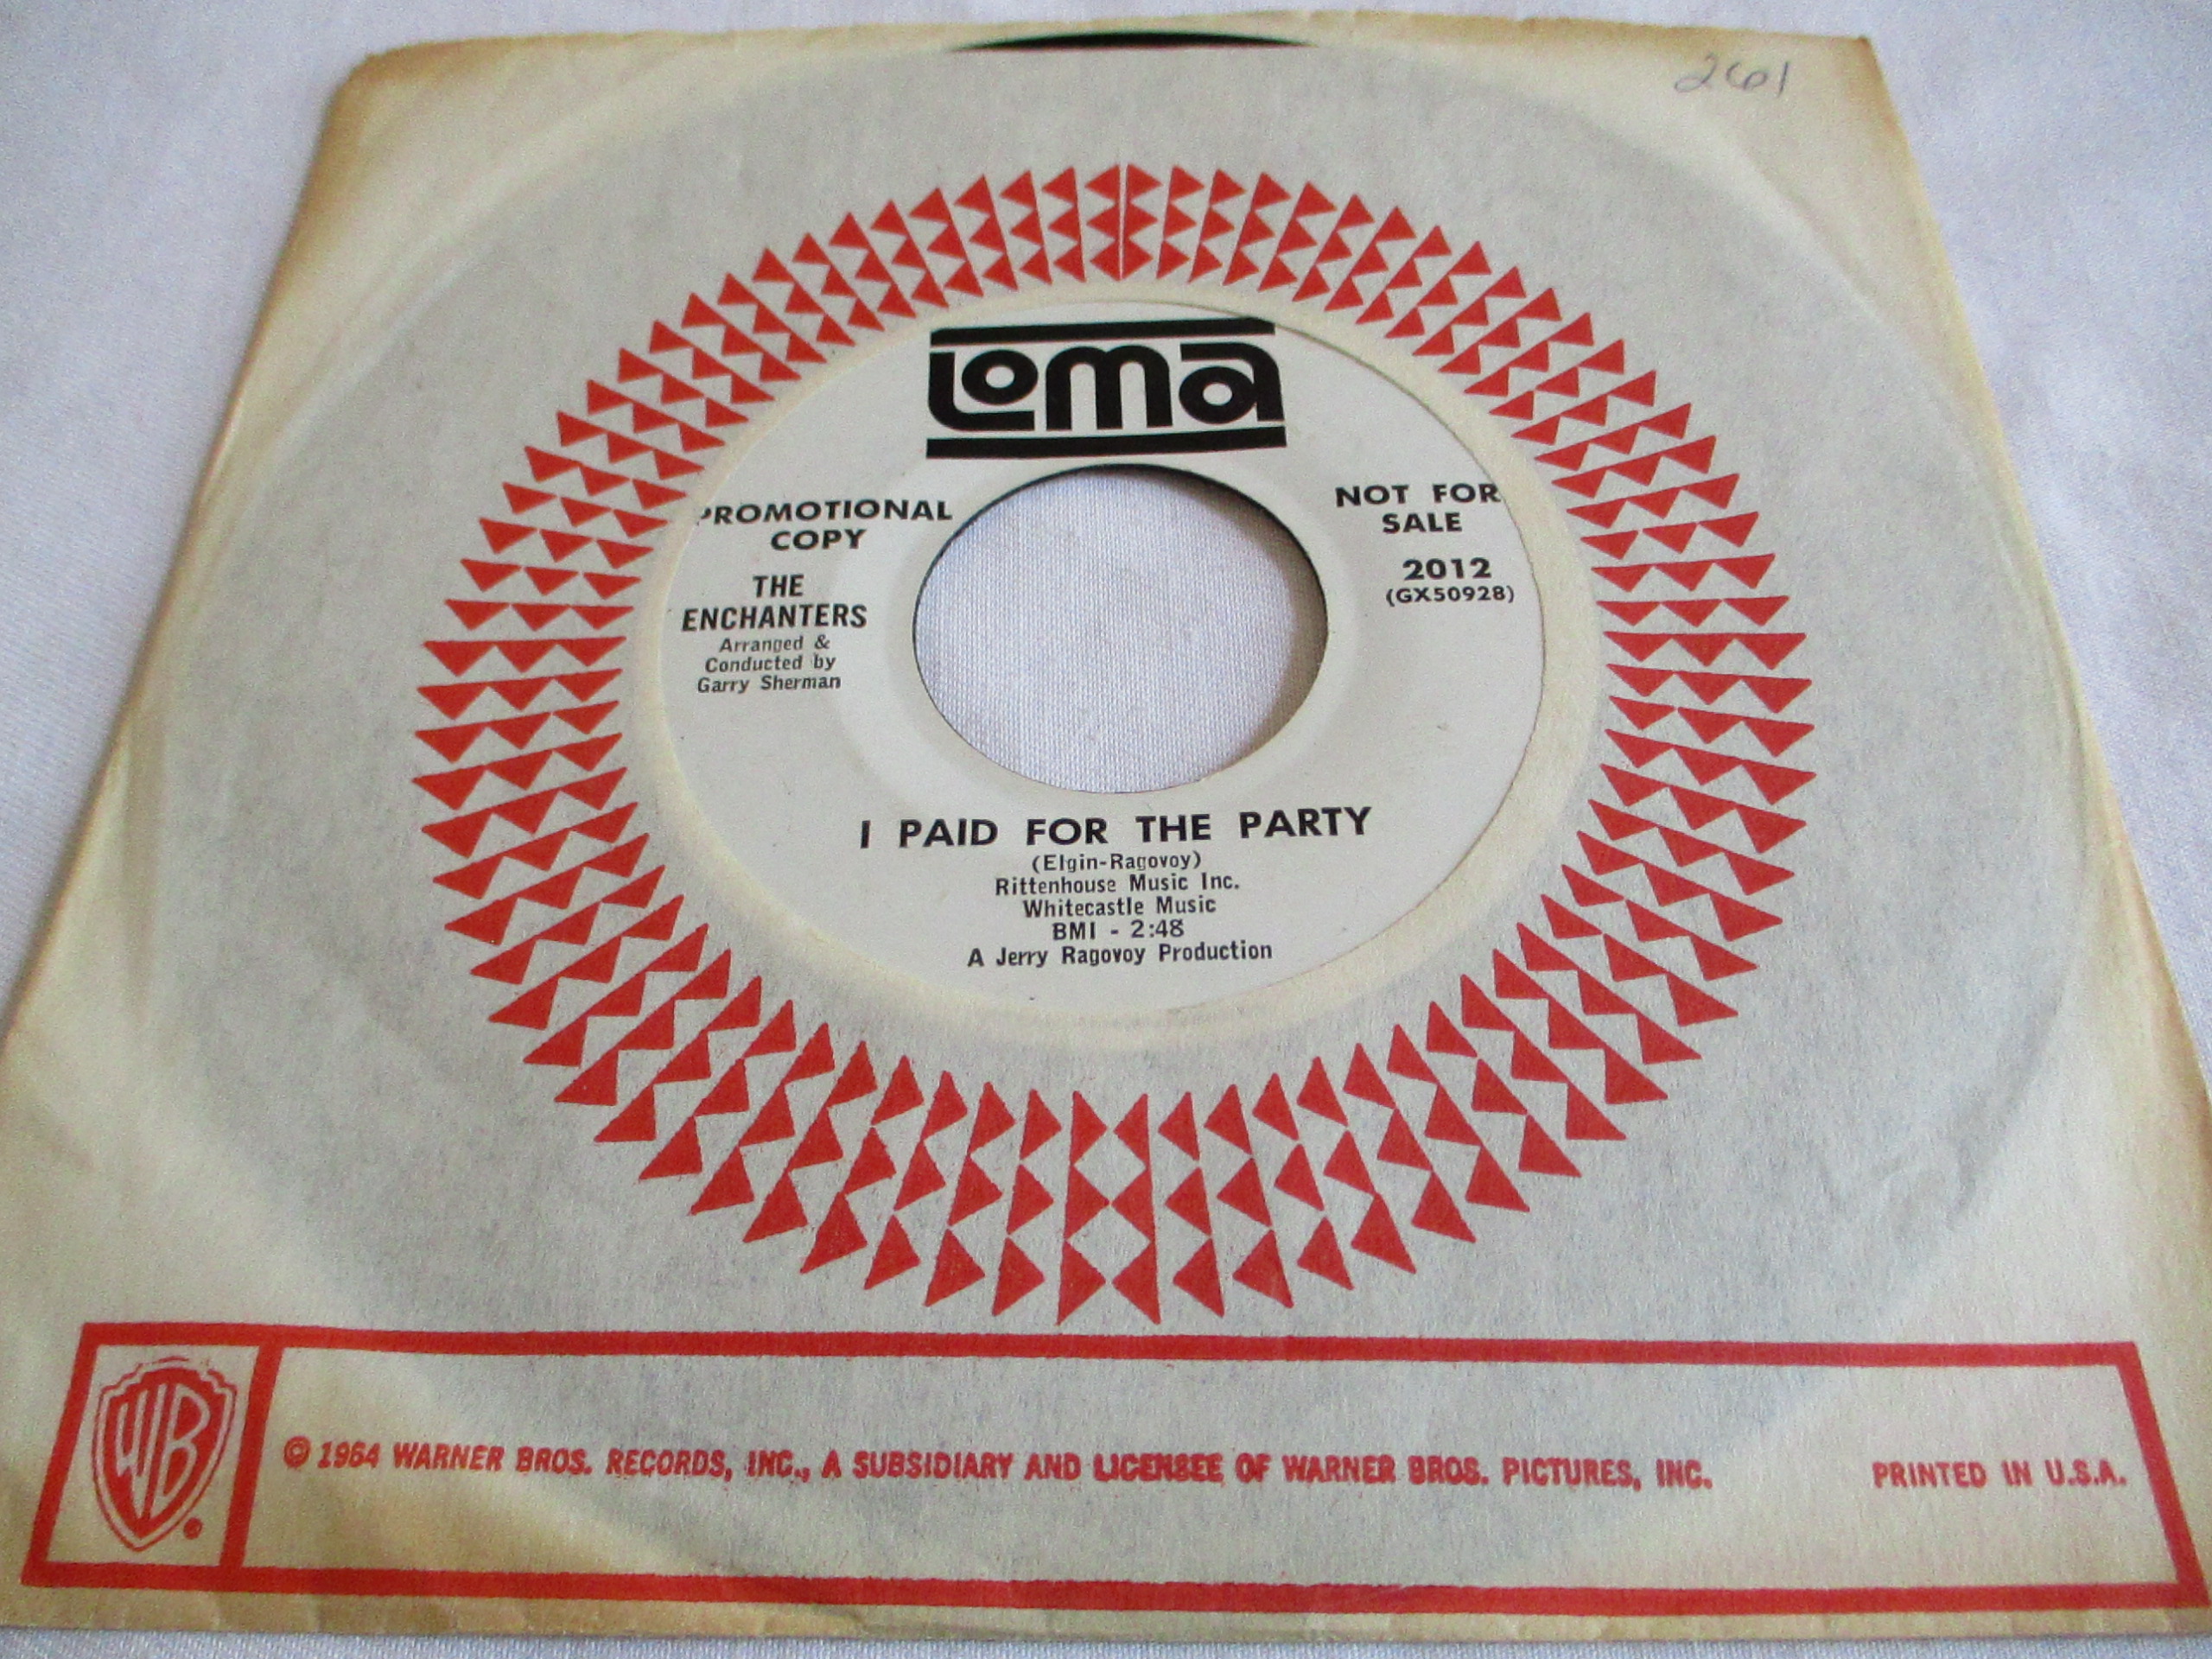 261
Loma
PROMOTIONAL
COPY
NOT FOR
SALE
THE
ENCHANTERS
Arranged &
Conducted by
Garry Sherman
2012
(GX50928)
I PAID FOR THE PARTY
(Elgin-Ragovoy)
Rittenhouse Music Inc.
Whitecastle Music
BMI - 2:48
A Jerry Ragovoy Production
WB
© 1964 WARNER BROS. RECORDS, INC., A SUBSIDIARY AND LICENSEE OF WARNER BROS. PICTURES, INC.
PRINTED IN U.S.A.